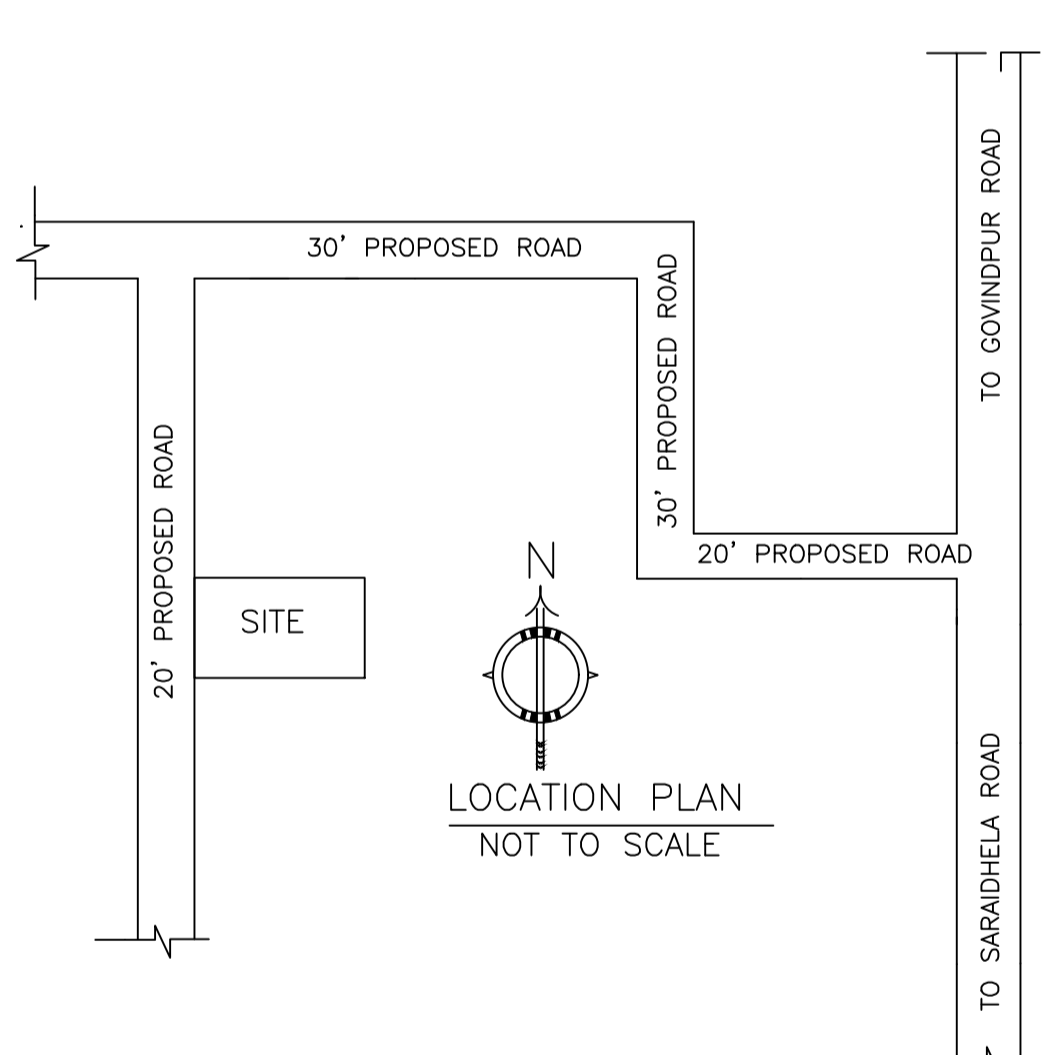 30' PROPOSED ROAD
30' PROPOSED ROAD
TO GOVINDPUR ROAD
20' PROPOSED ROAD
20' PROPOSED ROAD
SITE
N
LOCATION PLAN
NOT TO SCALE
TO SARAIDHELA ROAD